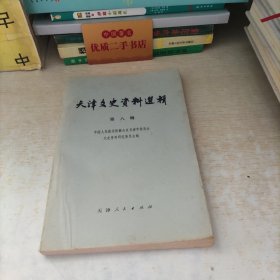 优质二手书
天津文史资料选辑
第八辑
中国人民政治协商会议天津市委员会
文史资料研究委员会编
天津人民出版社